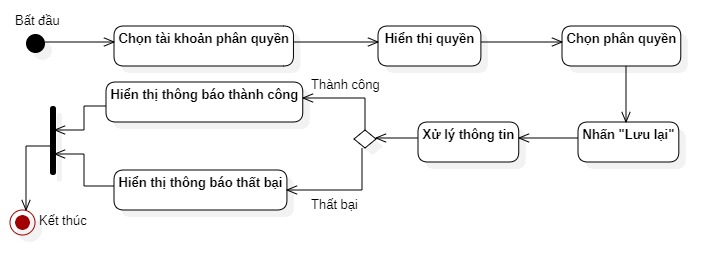 Bất đầu
Chọn tài khoản phân quyền
Hiển thị quyền
Chọn phân quyền
Hiển thị thông báo thành công
Thành công
Xử lý thông tin
Nhấn "Lưu lại"
Hiển thị thông báo thất bại
Thất bại
Kết thúc